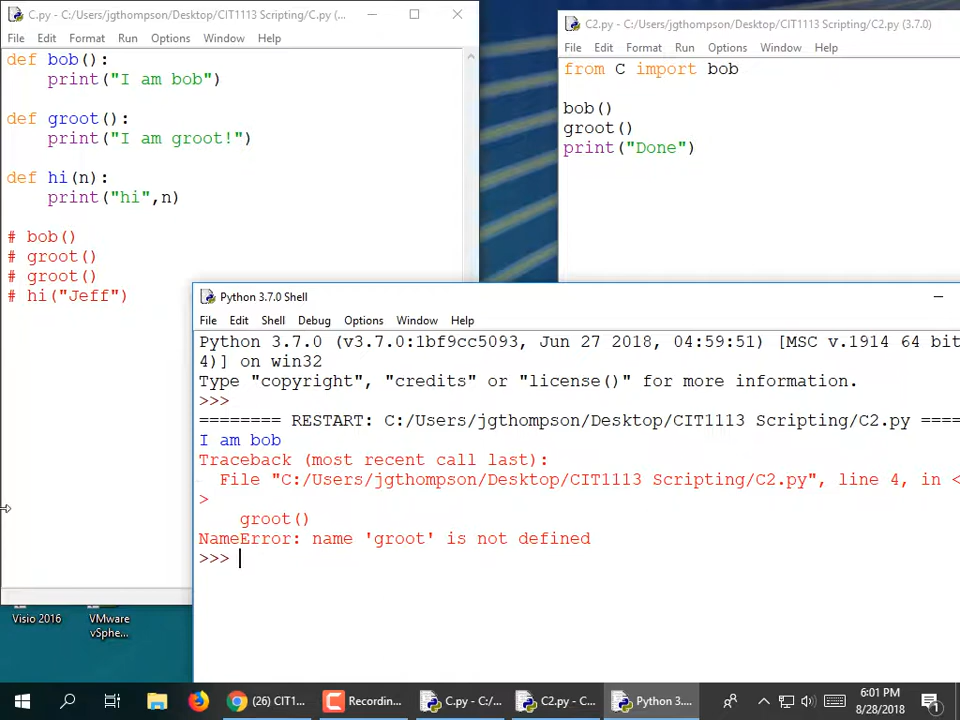 C.py - C:/Users/jgthompson/Desktop/CIT1113 Scripting/C.py (...
File Edit Format Run Options Window Help
def bob():
    print("I am bob")
def groot():
    print("I am groot!")
def hi(n):
    print("hi",n)
# bob()
# groot()
# groot()
# hi("Jeff")
C2.py - C:/Users/jgthompson/Desktop/CIT1113 Scripting/C2.py (3.7.0)
File Edit Format Run Options Window Help
from C import bob
bob()
groot()
print("Done")
Python 3.7.0 Shell
File Edit Shell Debug Options Window Help
Python 3.7.0 (v3.7.0:1bf9cc5093, Jun 27 2018, 04:59:51) [MSC v.1914 64 bit
4)] on win32
Type "copyright", "credits" or "license()" for more information.
>>>
======== RESTART: C:/Users/jgthompson/Desktop/CIT1113 Scripting/C2.py =====
I am bob
Traceback (most recent call last):
  File "C:/Users/jgthompson/Desktop/CIT1113 Scripting/C2.py", line 4, in <
>
    groot()
NameError: name 'groot' is not defined
>>>
Visio 2016
VMware
vSphe...
(26) CIT1...
Recordin...
C.py - C:/...
C2.py - C...
Python 3....
6:01 PM
8/28/2018
1